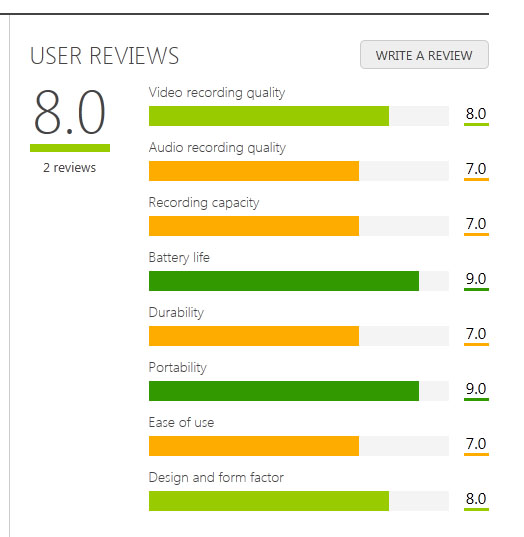 USER REVIEWS
WRITE A REVIEW
8.0
2 reviews
Video recording quality
8.0
Audio recording quality
7.0
Recording capacity
7.0
Battery life
9.0
Durability
7.0
Portability
9.0
Ease of use
7.0
Design and form factor
8.0